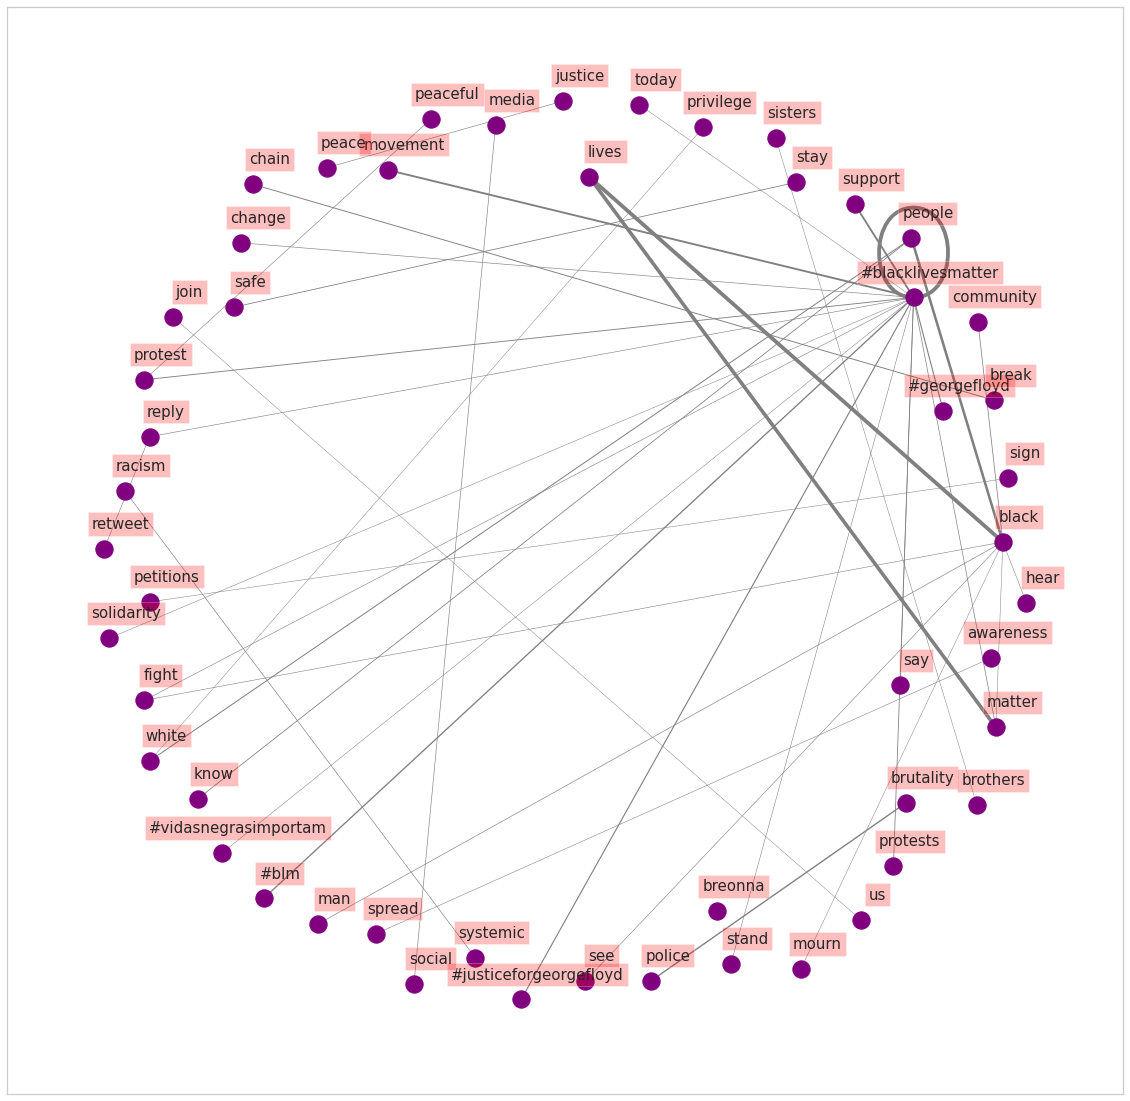 justice
today
peaceful
media
privilege
sisters
peace
movement
lives
chain
stay
support
change
people
safe
#blacklivesmatter
join
community
protest
#georgefloyd
break
reply
sign
racism
black
retweet
petitions
hear
solidarity
awareness
fight
say
white
matter
know
brutality
brothers
#vidasnegrasimportam
protests
#blm
breonna
man
us
spread
systemic
stand
mourn
social
see
police
#justiceforgeorgefloyd